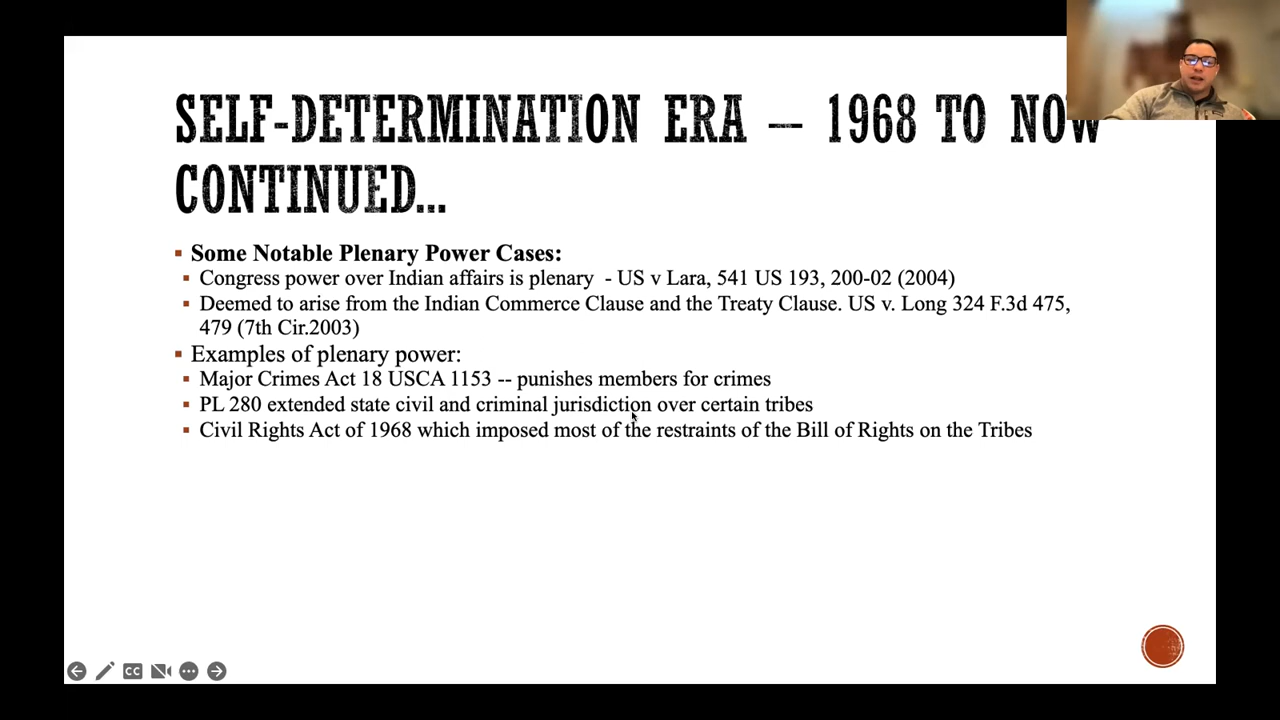 SELF-DETERMINATION ERA – 1968 TO NOW
CONTINUED...
Some Notable Plenary Power Cases:
Congress power over Indian affairs is plenary - US v Lara, 541 US 193, 200-02 (2004)
Deemed to arise from the Indian Commerce Clause and the Treaty Clause. US v. Long 324 F.3d 475,
479 (7th Cir.2003)
Examples of plenary power:
Major Crimes Act 18 USCA 1153 -- punishes members for crimes
PL 280 extended state civil and criminal jurisdiction over certain tribes
Civil Rights Act of 1968 which imposed most of the restraints of the Bill of Rights on the Tribes
CC